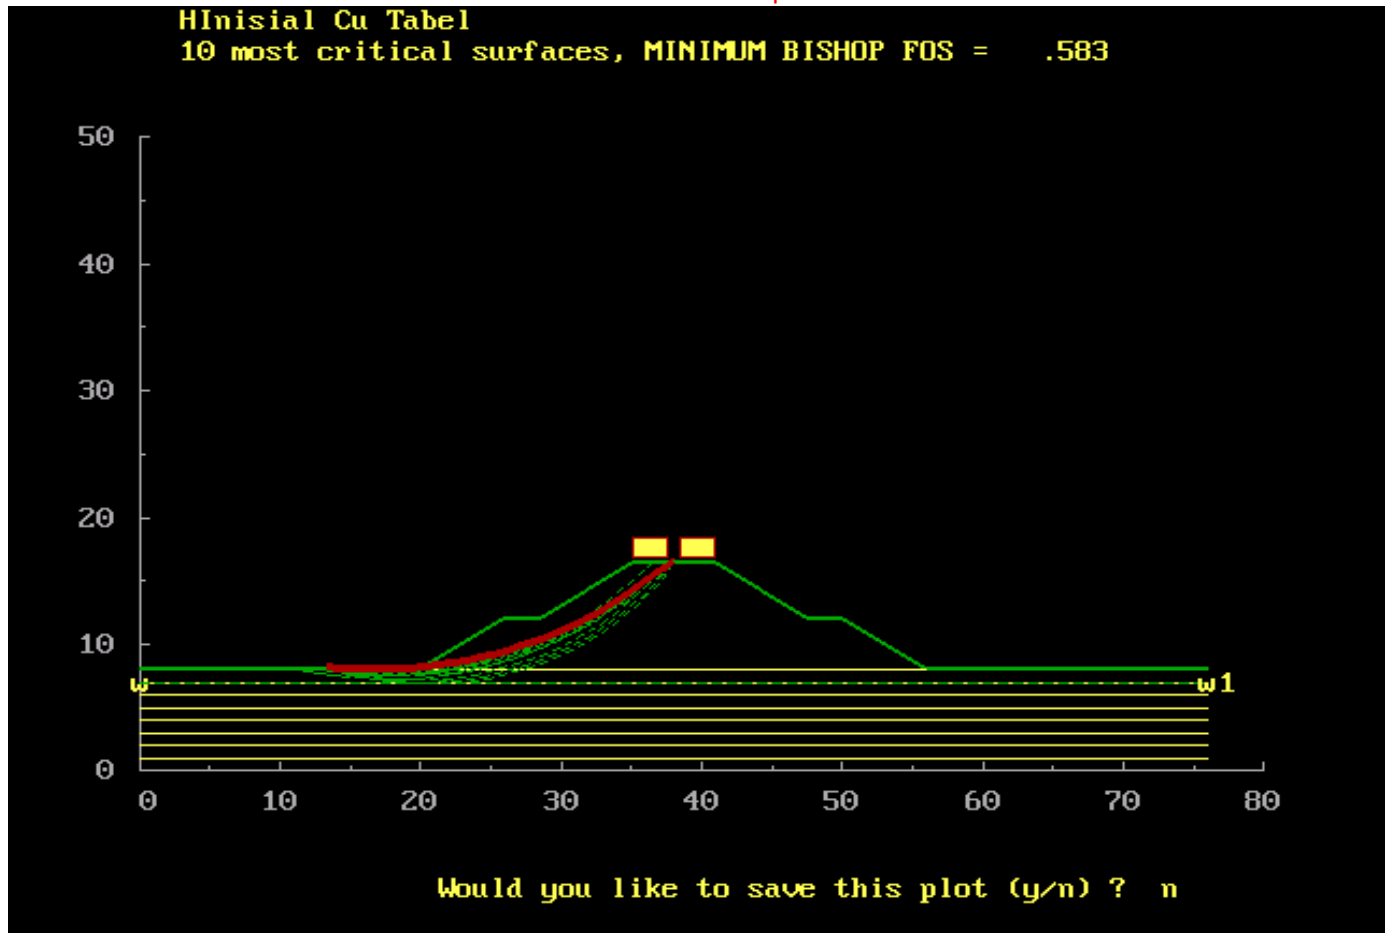 HInisial Cu Tabel
10 most critical surfaces, MINIMUM BISHOP FOS = .583
50
40
30
20
10
0
w
w1
0 10 20 30 40 50 60 70 80
Would you like to save this plot (y/n) ? n